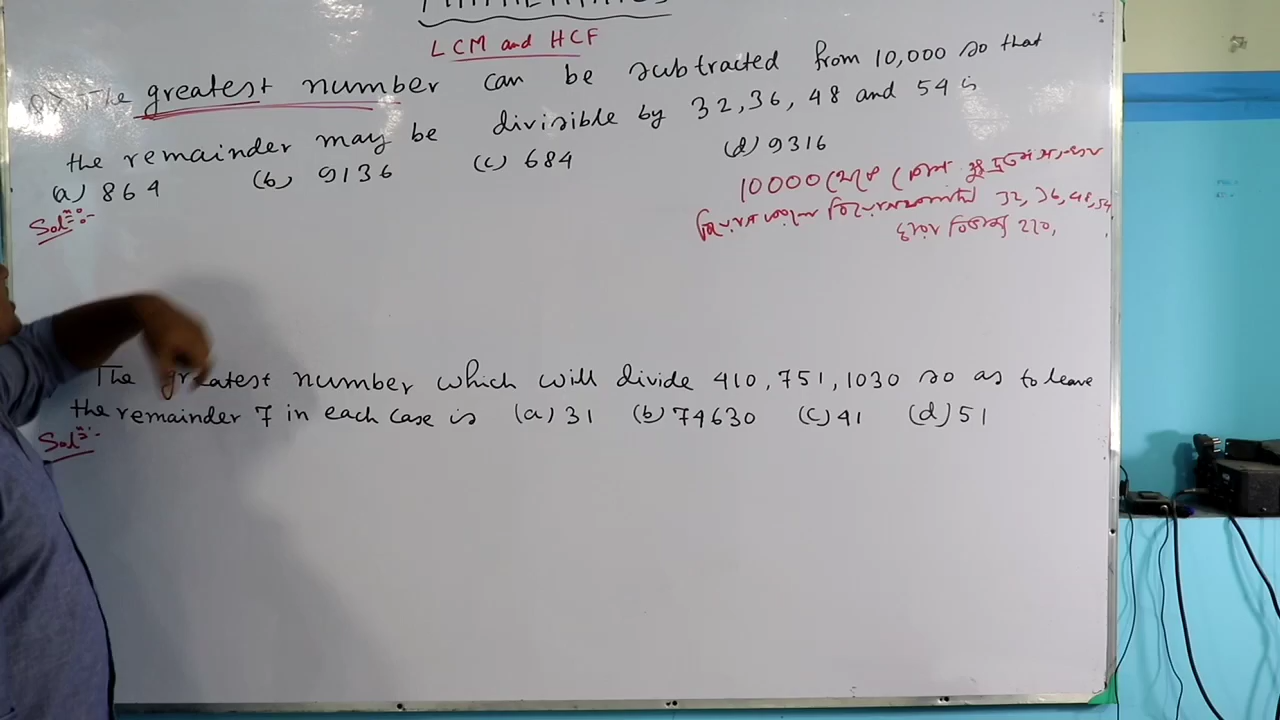 LCM and HCF
The greatest number can be subtracted from 10,000 so that
the remainder may be divisible by 32, 36, 48 and 54 is
(a) 864 (b) 9136 (c) 684 (d) 9316
Solⁿ:-
10000 থেকে
32, 36, 48, 54
The greatest number which will divide 410, 751, 1030 so as to leave
the remainder 7 in each case is (a) 31 (b) 74630 (c) 41 (d) 51
Solⁿ:-